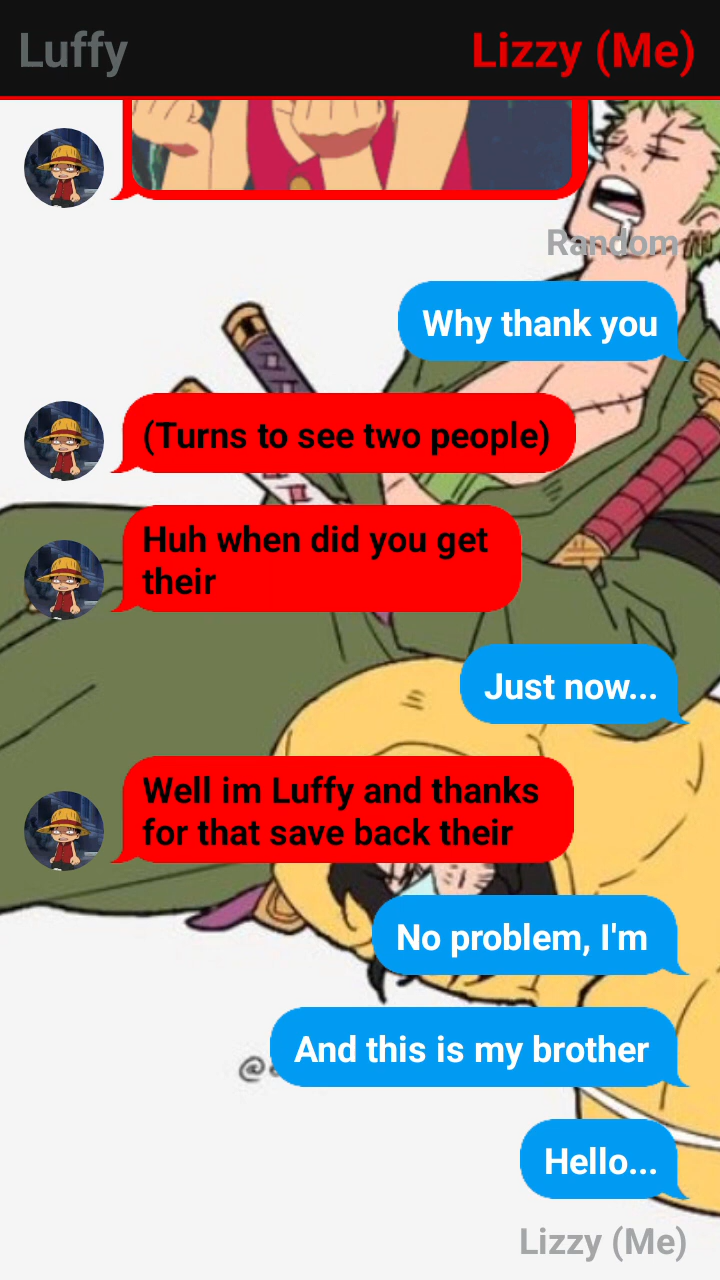 Luffy
Lizzy (Me)
Random
Why thank you
(Turns to see two people)
Huh when did you get
their
Just now...
Well im Luffy and thanks
for that save back their
No problem, I'm
And this is my brother
Hello...
Lizzy (Me)